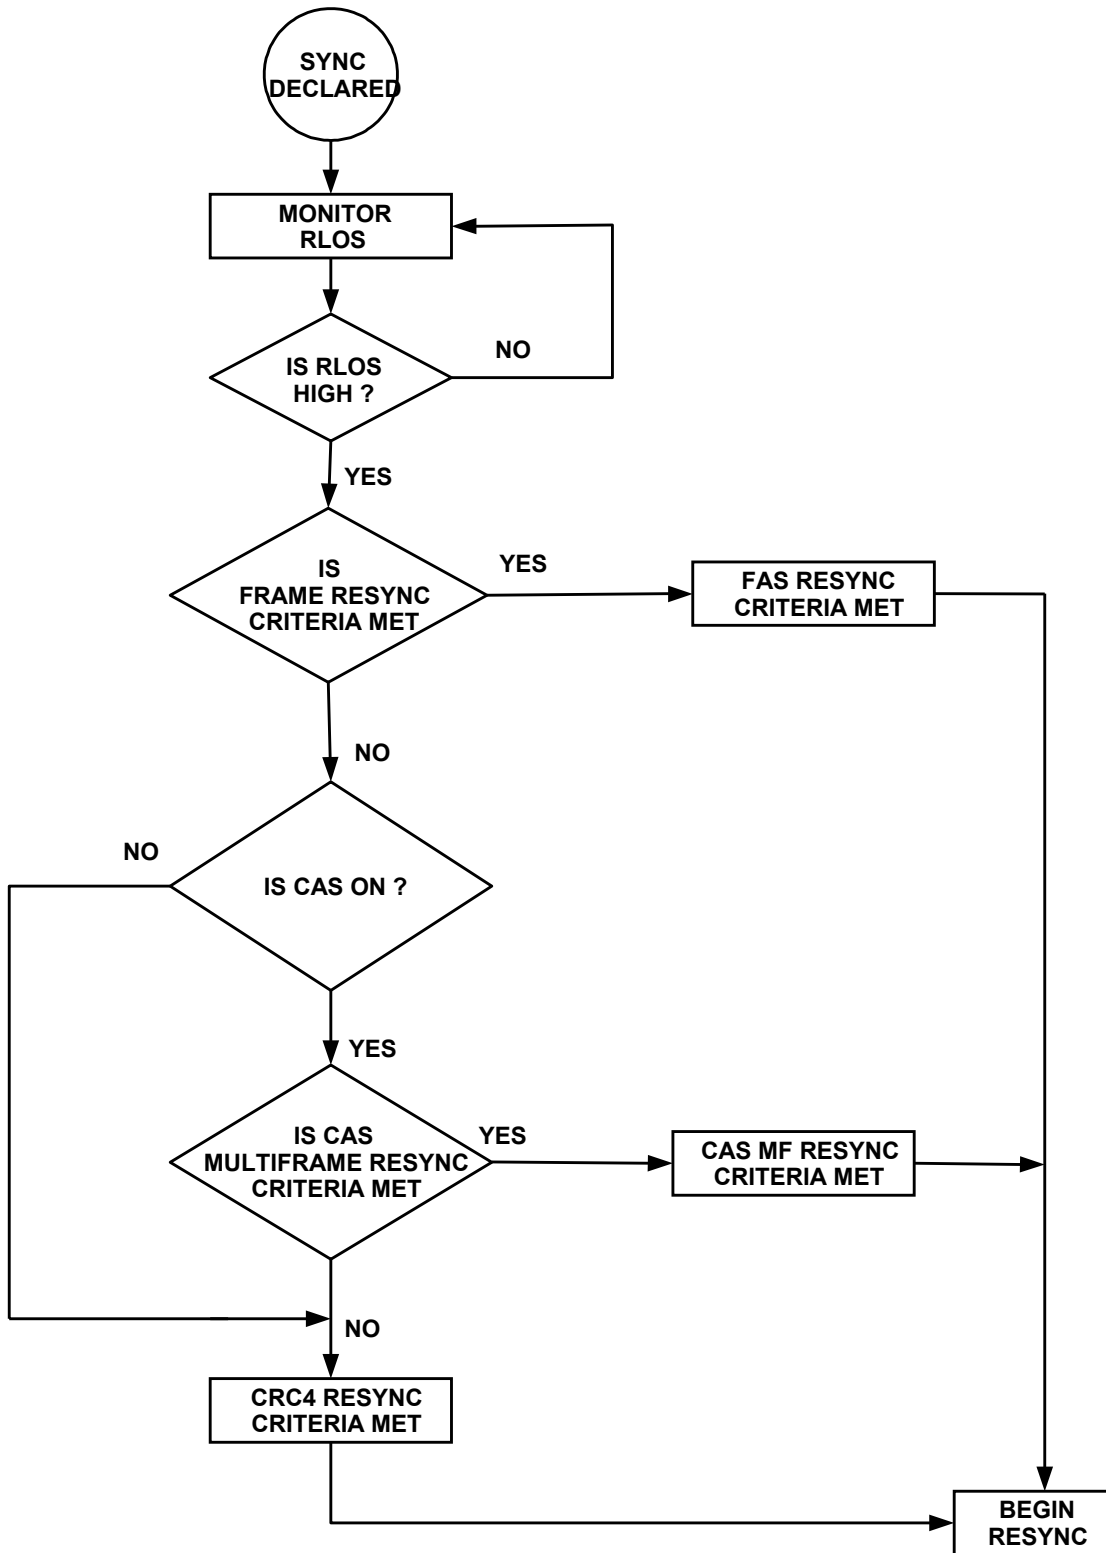 SYNC
DECLARED
MONITOR
RLOS
IS RLOS
HIGH ?
NO
YES
IS
FRAME RESYNC
CRITERIA MET
YES
FAS RESYNC
CRITERIA MET
NO
NO
IS CAS ON ?
YES
IS CAS
MULTIFRAME RESYNC
CRITERIA MET
YES
CAS MF RESYNC
CRITERIA MET
NO
CRC4 RESYNC
CRITERIA MET
BEGIN
RESYNC